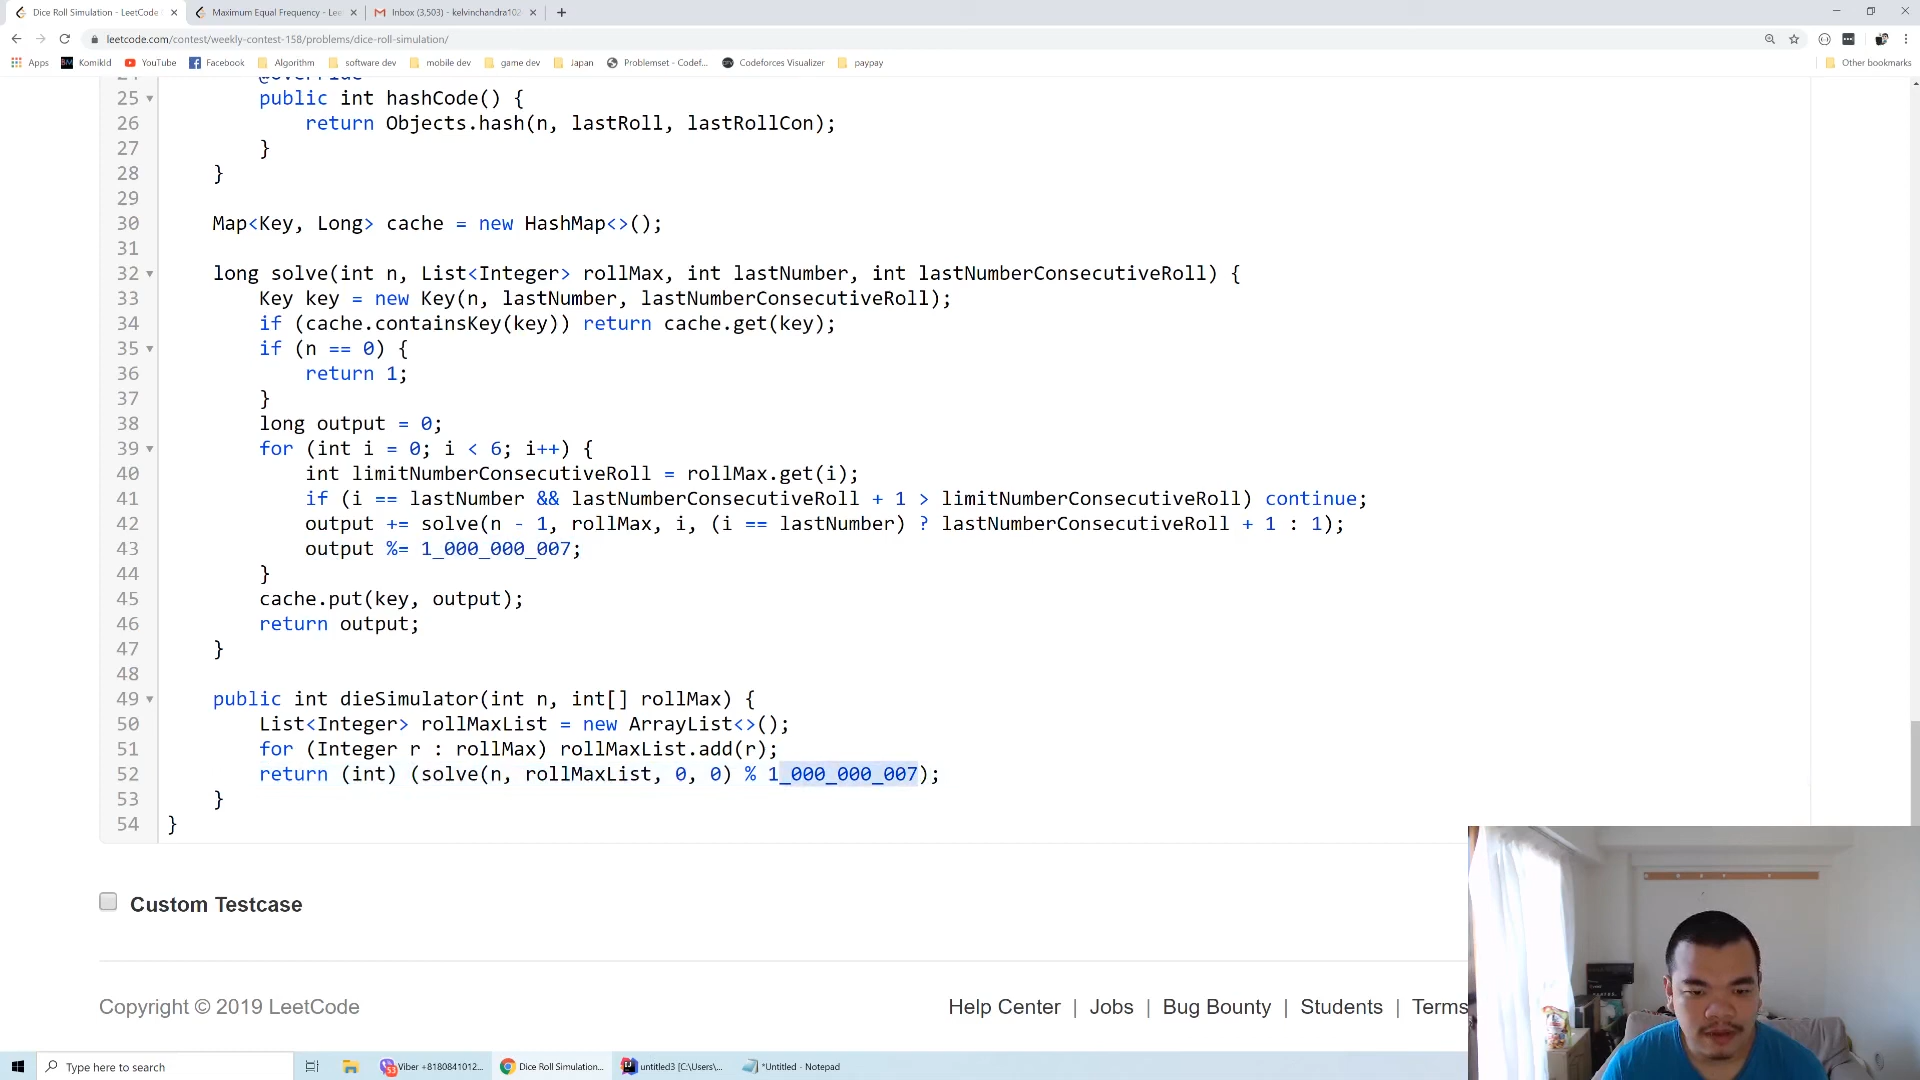 Dice Roll Simulation - LeetCode
Maximum Equal Frequency - Lee
Inbox (3,503) - kelvinchandra102
leetcode.com/contest/weekly-contest-158/problems/dice-roll-simulation/
Apps Komikid YouTube Facebook Algorithm software dev mobile dev game dev Japan Problemset - Codef... Codeforces Visualizer paypay Other bookmarks
24 @Override
25 public int hashCode() {
26 return Objects.hash(n, lastRoll, lastRollCon);
27 }
28 }
29
30 Map<Key, Long> cache = new HashMap<>();
31
32 long solve(int n, List<Integer> rollMax, int lastNumber, int lastNumberConsecutiveRoll) {
33 Key key = new Key(n, lastNumber, lastNumberConsecutiveRoll);
34 if (cache.containsKey(key)) return cache.get(key);
35 if (n == 0) {
36 return 1;
37 }
38 long output = 0;
39 for (int i = 0; i < 6; i++) {
40 int limitNumberConsecutiveRoll = rollMax.get(i);
41 if (i == lastNumber && lastNumberConsecutiveRoll + 1 > limitNumberConsecutiveRoll) continue;
42 output += solve(n - 1, rollMax, i, (i == lastNumber) ? lastNumberConsecutiveRoll + 1 : 1);
43 output %= 1_000_000_007;
44 }
45 cache.put(key, output);
46 return output;
47 }
48
49 public int dieSimulator(int n, int[] rollMax) {
50 List<Integer> rollMaxList = new ArrayList<>();
51 for (Integer r : rollMax) rollMaxList.add(r);
52 return (int) (solve(n, rollMaxList, 0, 0) % 1_000_000_007);
53 }
54 }
Custom Testcase
Copyright © 2019 LeetCode
Help Center | Jobs | Bug Bounty | Students | Terms
Type here to search
Viber +8180841012...
Dice Roll Simulation...
untitled3 [C:\Users\...
*Untitled - Notepad